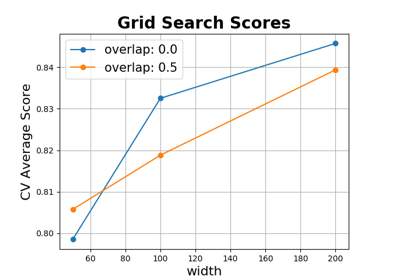 Grid Search Scores
overlap: 0.0
overlap: 0.5
CV Average Score
0.84
0.83
0.82
0.81
0.80
60 80 100 120 140 160 180 200
width